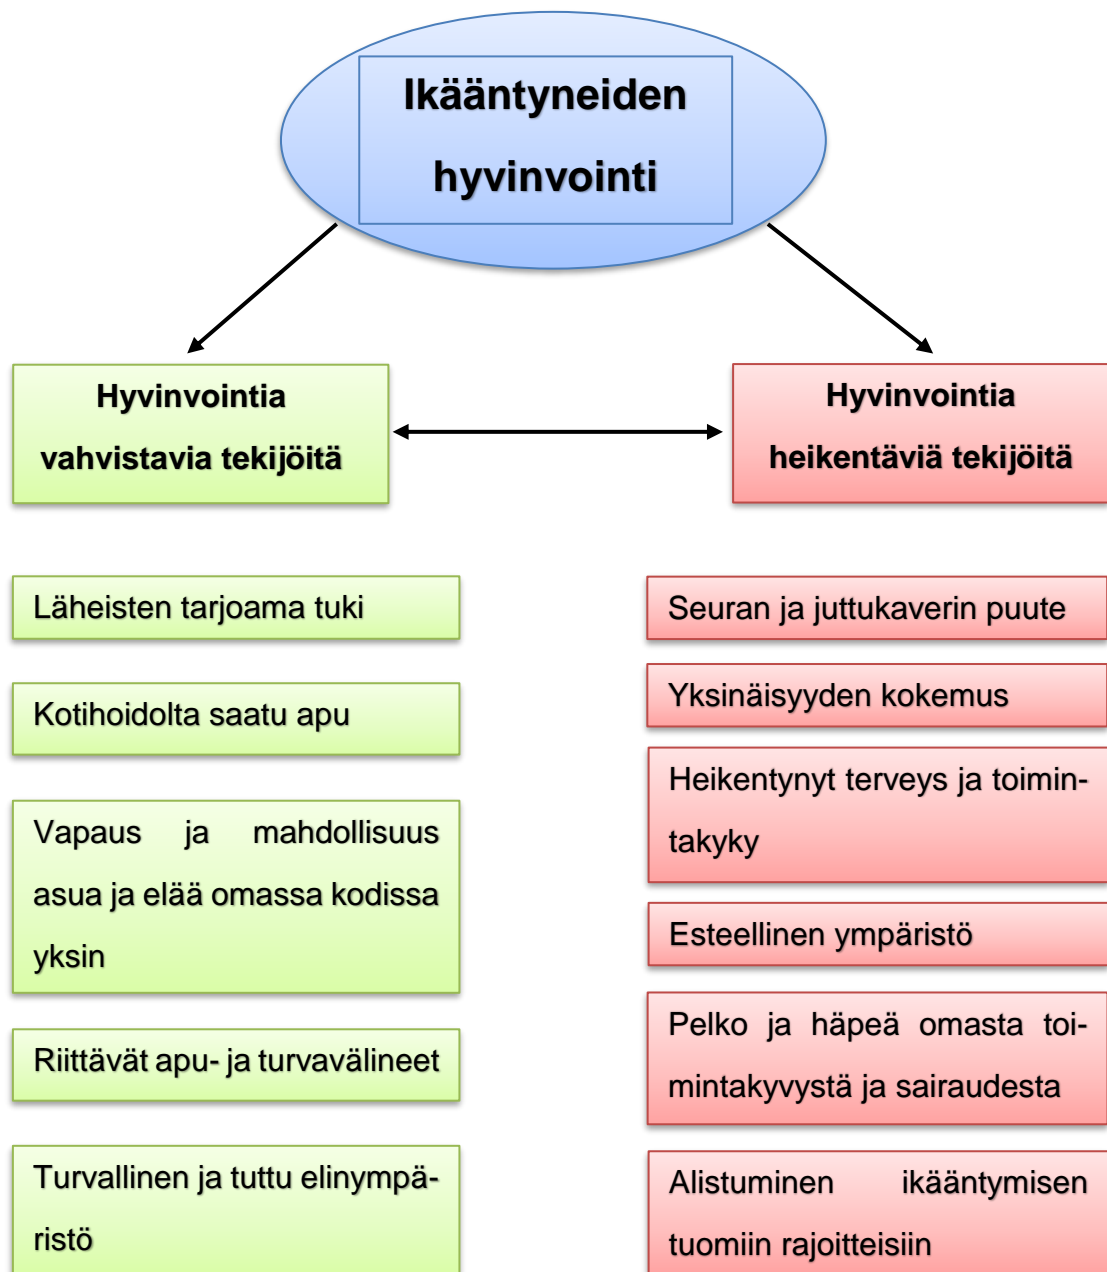 Ikääntyneiden
hyvinvointi
Hyvinvointia
vahvistavia tekijöitä
Hyvinvointia
heikentäviä tekijöitä
Läheisten tarjoama tuki
Kotihoidolta saatu apu
Vapaus ja mahdollisuus
asua ja elää omassa kodissa
yksin
Riittävät apu- ja turvavälineet
Turvallinen ja tuttu elinympä-
ristö
Seuran ja juttukaverin puute
Yksinäisyyden kokemus
Heikentynyt terveys ja toimin-
takyky
Esteellinen ympäristö
Pelko ja häpeä omasta toi-
mintakyvystä ja sairaudesta
Alistuminen ikääntymisen
tuomiin rajoitteisiin